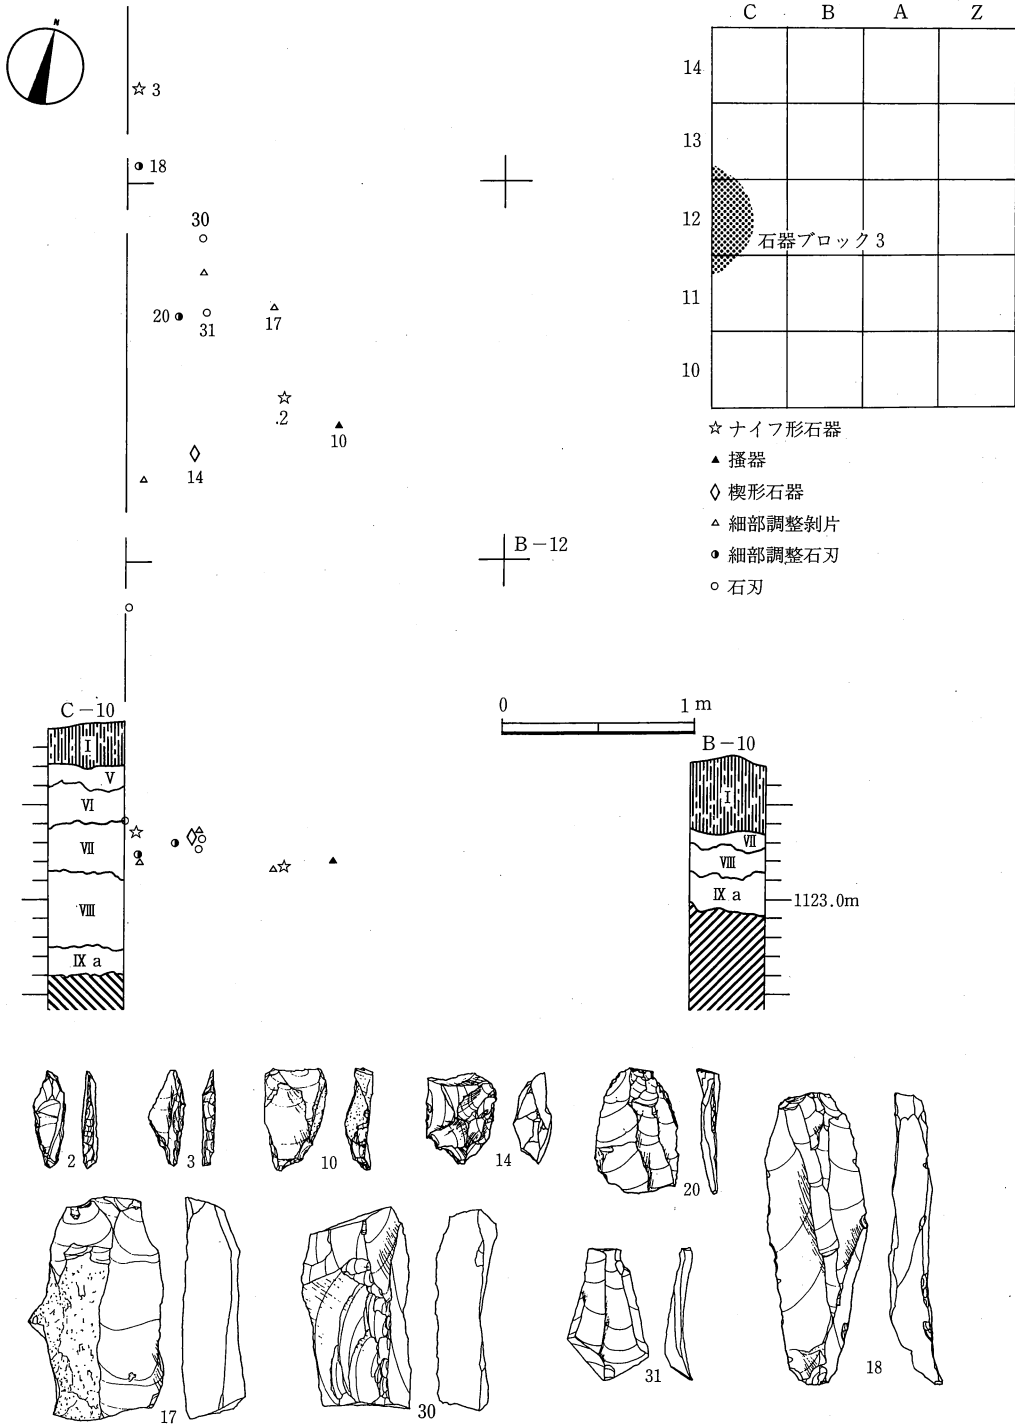 N
3
18
30
20
31
17
.2
10
14
B-12
C B A Z
14
13
12
石器ブロック3
11
10
☆ ナイフ形石器
▲ 掻器
◇ 楔形石器
△ 細部調整剝片
◑ 細部調整石刃
○ 石刃
C-10
I
V
VI
VII
VIII
IX a
0 1 m
B-10
I
VII
VIII
IX a
1123.0m
2
3
10
14
20
18
17
30
31